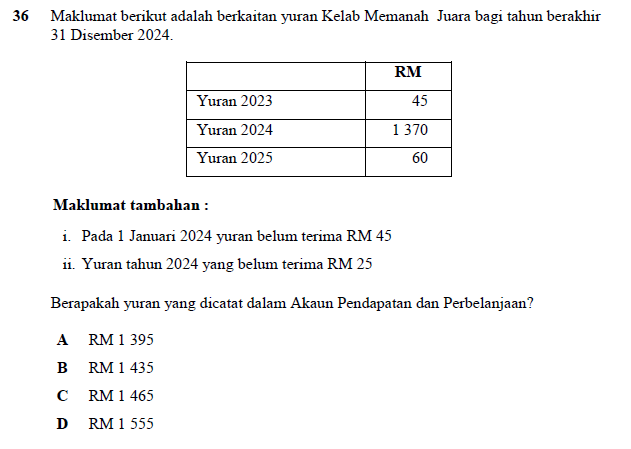 36 Maklumat berikut adalah berkaitan yuran Kelab Memanah Juara bagi tahun berakhir
31 Disember 2024.
RM
Yuran 2023 45
Yuran 2024 1 370
Yuran 2025 60
Maklumat tambahan :
i. Pada 1 Januari 2024 yuran belum terima RM 45
ii. Yuran tahun 2024 yang belum terima RM 25
Berapakah yuran yang dicatat dalam Akaun Pendapatan dan Perbelanjaan?
A RM 1 395
B RM 1 435
C RM 1 465
D RM 1 555